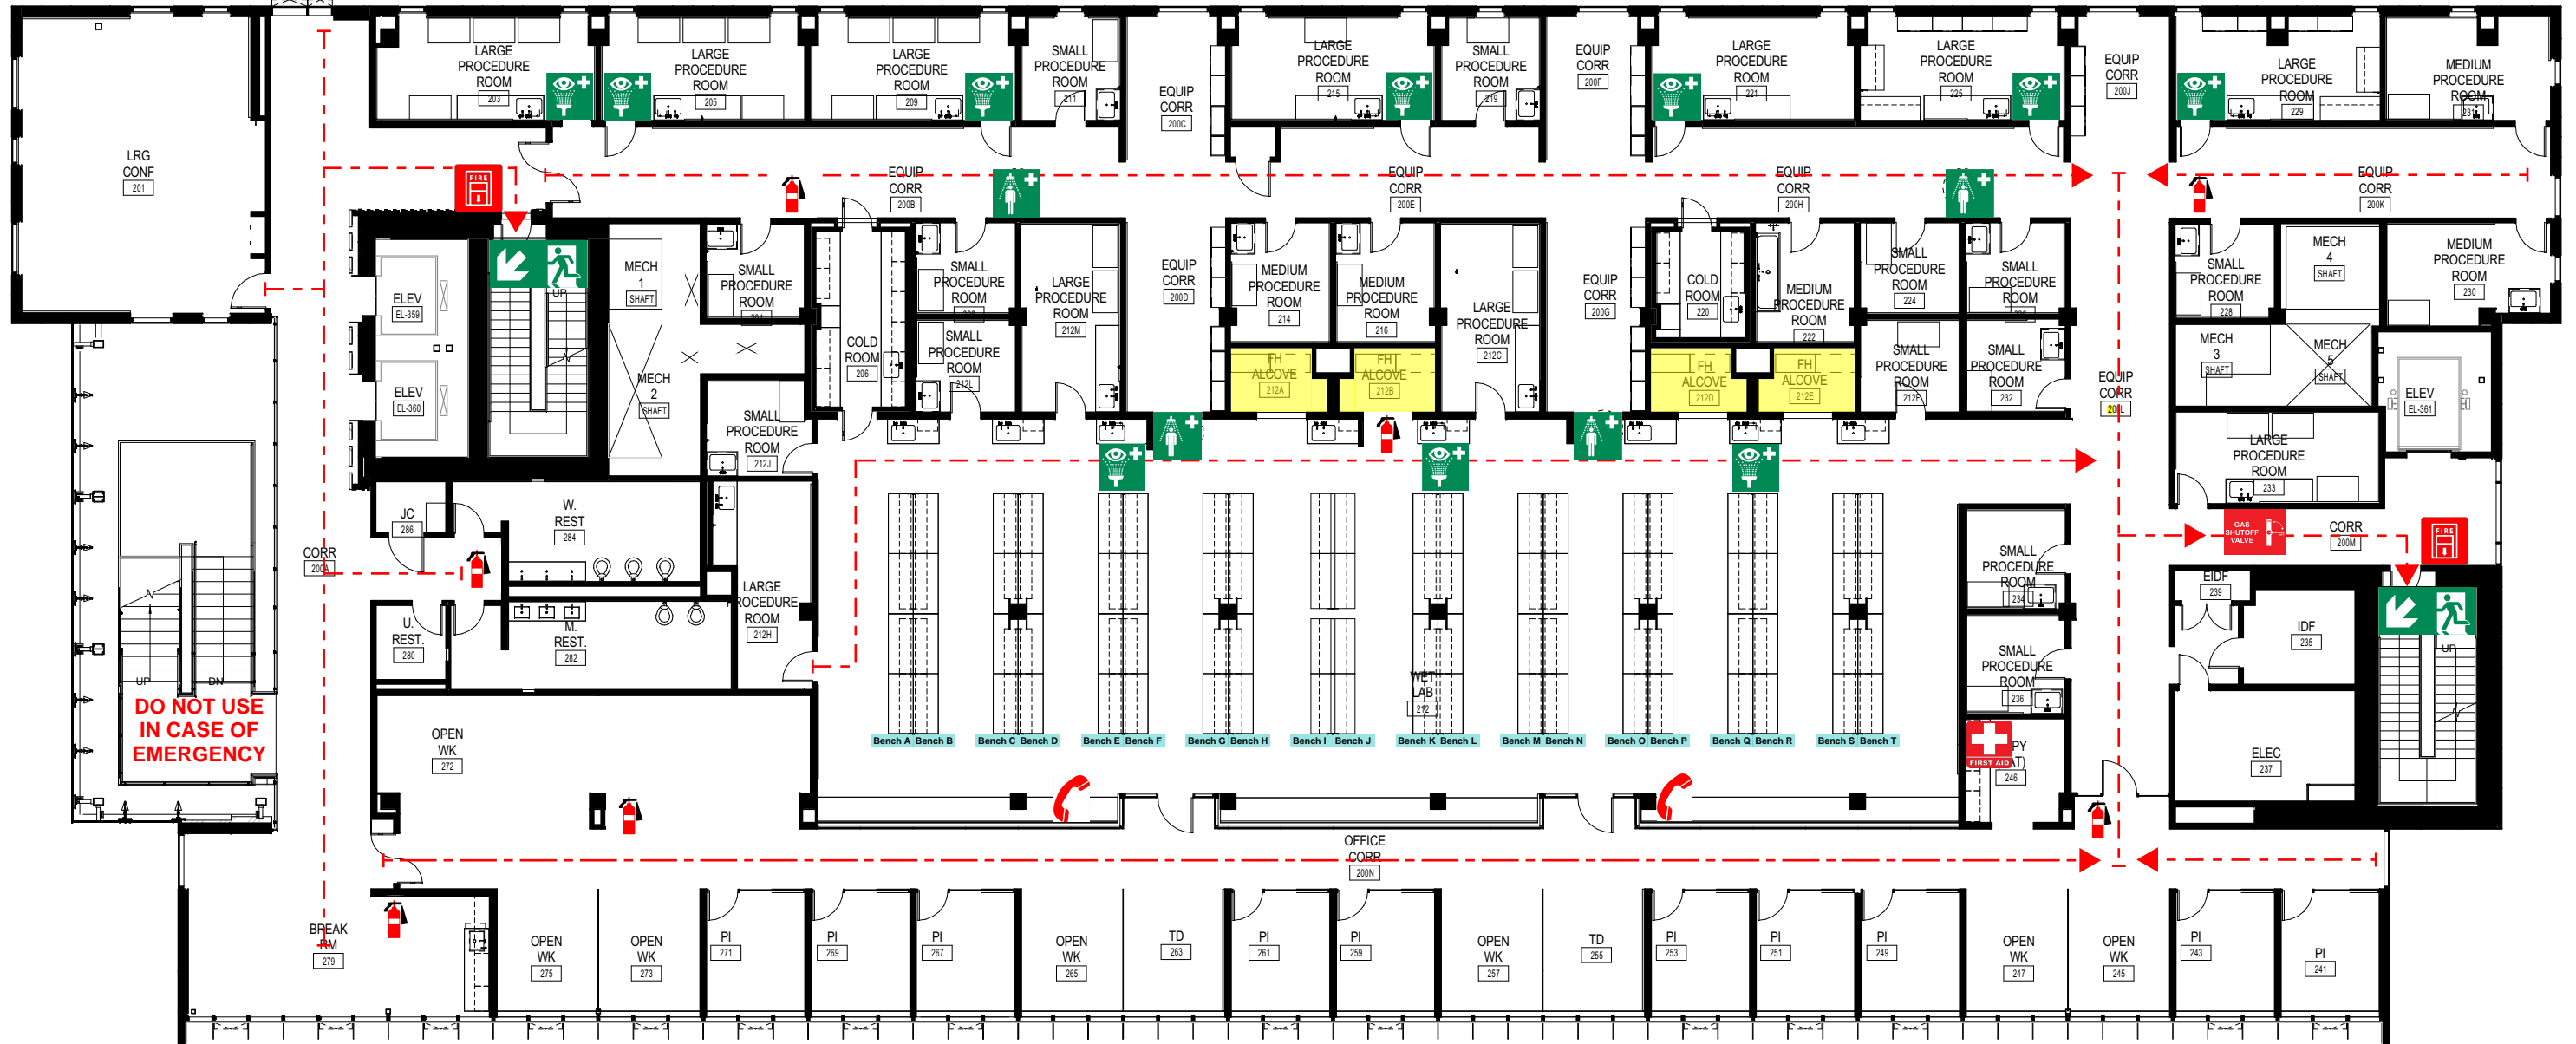 LARGE
PROCEDURE
ROOM
203
LARGE
PROCEDURE
ROOM
205
LARGE
PROCEDURE
ROOM
209
SMALL
PROCEDURE
ROOM
211
EQUIP
CORR
200C
LARGE
PROCEDURE
ROOM
215
SMALL
PROCEDURE
ROOM
219
EQUIP
CORR
200F
LARGE
PROCEDURE
ROOM
221
LARGE
PROCEDURE
ROOM
225
EQUIP
CORR
200J
LARGE
PROCEDURE
ROOM
229
MEDIUM
PROCEDURE
ROOM
231
LRG
CONF
201
FIRE
EQUIP
CORR
200B
EQUIP
CORR
200E
EQUIP
CORR
200H
EQUIP
CORR
200K
ELEV
EL-359
UP
MECH
1
SHAFT
SMALL
PROCEDURE
ROOM
SMALL
PROCEDURE
ROOM
LARGE
PROCEDURE
ROOM
212M
EQUIP
CORR
200D
MEDIUM
PROCEDURE
ROOM
214
MEDIUM
PROCEDURE
ROOM
216
LARGE
PROCEDURE
ROOM
212C
EQUIP
CORR
200G
COLD
ROOM
220
MEDIUM
PROCEDURE
ROOM
222
SMALL
PROCEDURE
ROOM
224
SMALL
PROCEDURE
ROOM
SMALL
PROCEDURE
ROOM
228
MECH
4
SHAFT
MEDIUM
PROCEDURE
ROOM
230
ELEV
EL-360
MECH
2
SHAFT
COLD
ROOM
206
SMALL
PROCEDURE
ROOM
212L
FH
ALCOVE
212A
FH
ALCOVE
212B
FH
ALCOVE
212D
FH
ALCOVE
212E
SMALL
PROCEDURE
ROOM
212F
SMALL
PROCEDURE
ROOM
232
EQUIP
CORR
200L
MECH
3
SHAFT
MECH
5
SHAFT
ELEV
EL-361
SMALL
PROCEDURE
ROOM
212J
LARGE
PROCEDURE
ROOM
233
JC
286
W.
REST
284
CORR
200A
GAS
SHUTOFF
VALVE
CORR
200M
FIRE
U.
REST.
280
M.
REST.
282
LARGE
PROCEDURE
ROOM
212H
SMALL
PROCEDURE
ROOM
234
EIDF
239
IDF
235
UP
SMALL
PROCEDURE
ROOM
236
WET
LAB
212
UP
DN
DO NOT USE
IN CASE OF
EMERGENCY
OPEN
WK
272
Bench A Bench B
Bench C Bench D
Bench E Bench F
Bench G Bench H
Bench I Bench J
Bench K Bench L
Bench M Bench N
Bench O Bench P
Bench Q Bench R
Bench S Bench T
FIRST AID
PY
AT)
246
ELEC
237
OFFICE
CORR
200N
BREAK
RM
279
OPEN
WK
275
OPEN
WK
273
PI
271
PI
269
PI
267
OPEN
WK
265
TD
263
PI
261
PI
259
OPEN
WK
257
TD
255
PI
253
PI
251
PI
249
OPEN
WK
247
OPEN
WK
245
PI
243
PI
241